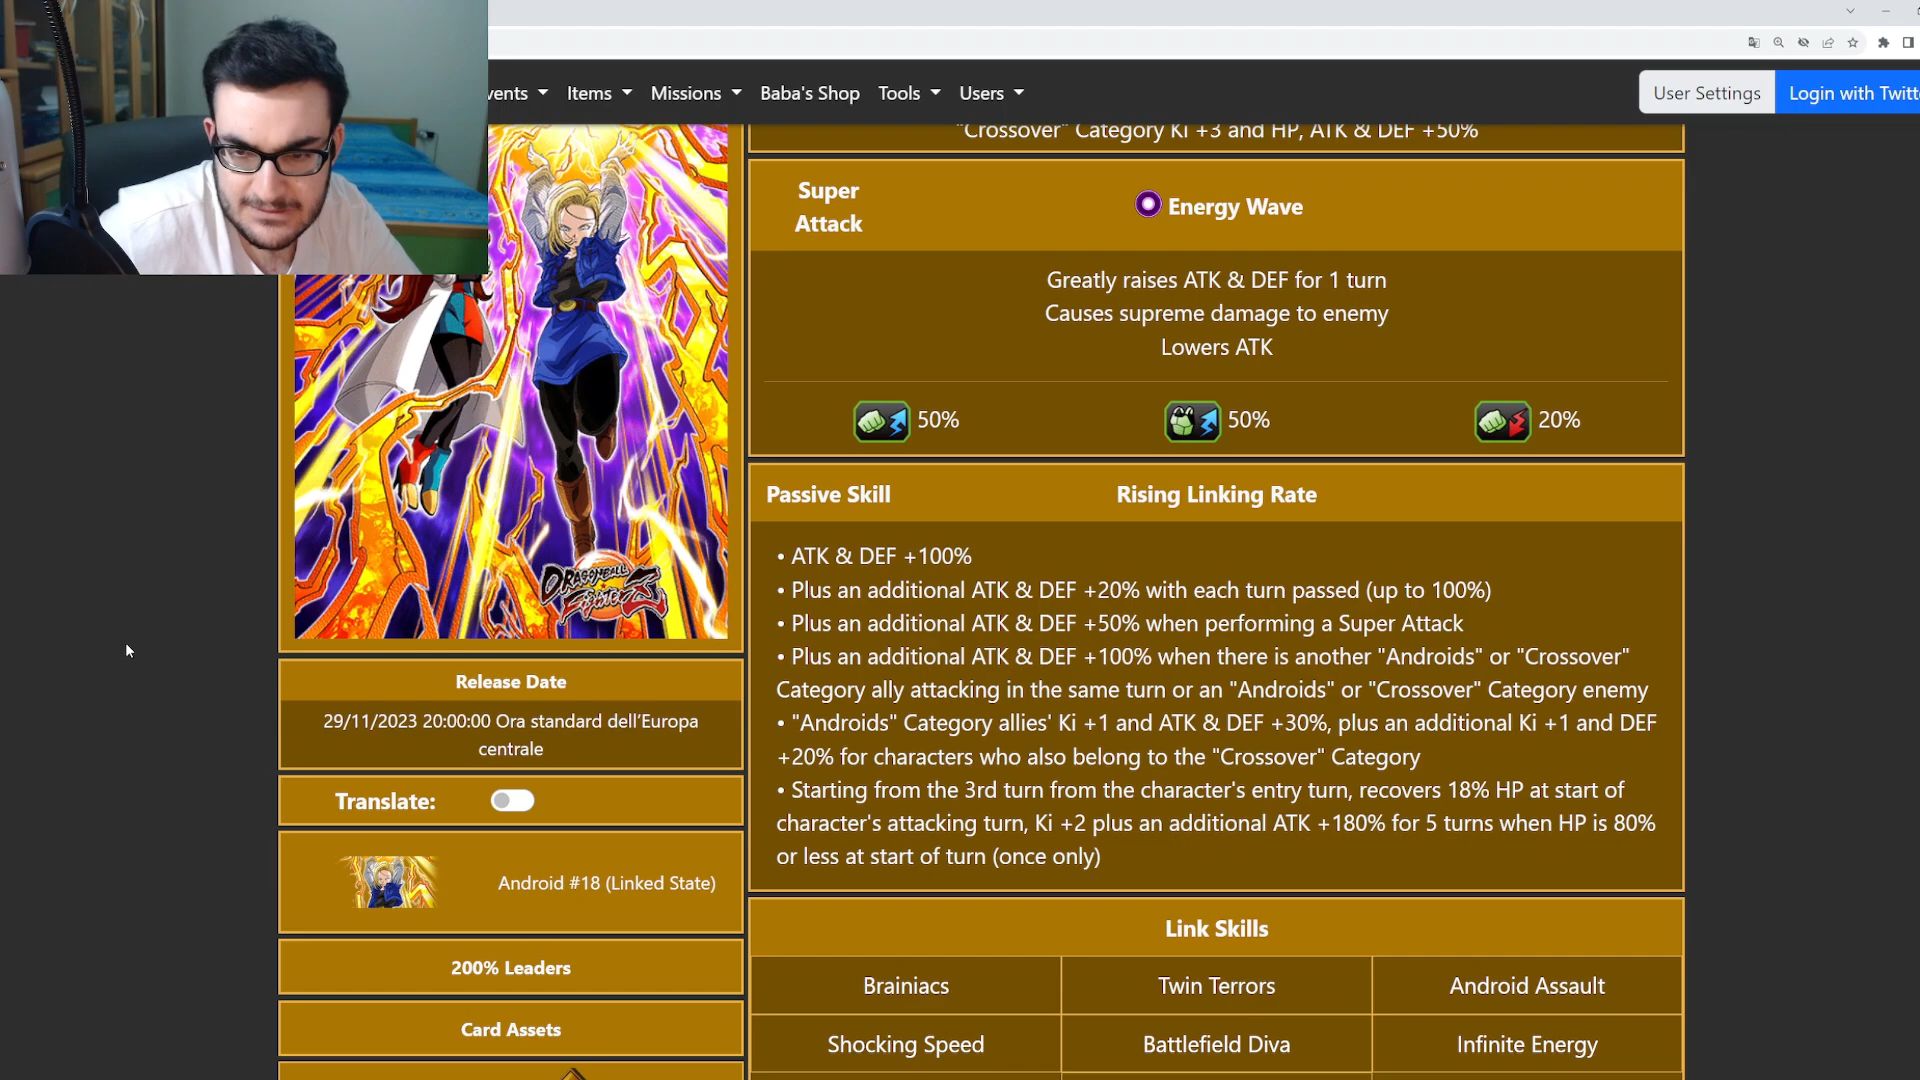 vents Items Missions Baba's Shop Tools Users User Settings Login with Twitt
"Crossover" Category Ki +3 and HP, ATK & DEF +50%
Super
Attack
Energy Wave
Greatly raises ATK & DEF for 1 turn
Causes supreme damage to enemy
Lowers ATK
50% 50% 20%
Passive Skill Rising Linking Rate
• ATK & DEF +100%
• Plus an additional ATK & DEF +20% with each turn passed (up to 100%)
• Plus an additional ATK & DEF +50% when performing a Super Attack
• Plus an additional ATK & DEF +100% when there is another "Androids" or "Crossover"
Category ally attacking in the same turn or an "Androids" or "Crossover" Category enemy
• "Androids" Category allies' Ki +1 and ATK & DEF +30%, plus an additional Ki +1 and DEF
+20% for characters who also belong to the "Crossover" Category
• Starting from the 3rd turn from the character's entry turn, recovers 18% HP at start of
character's attacking turn, Ki +2 plus an additional ATK +180% for 5 turns when HP is 80%
or less at start of turn (once only)
Link Skills
Brainiacs Twin Terrors Android Assault
Shocking Speed Battlefield Diva Infinite Energy
DRAGONBALL
FighterZ
Release Date
29/11/2023 20:00:00 Ora standard dell'Europa
centrale
Translate:
Android #18 (Linked State)
200% Leaders
Card Assets